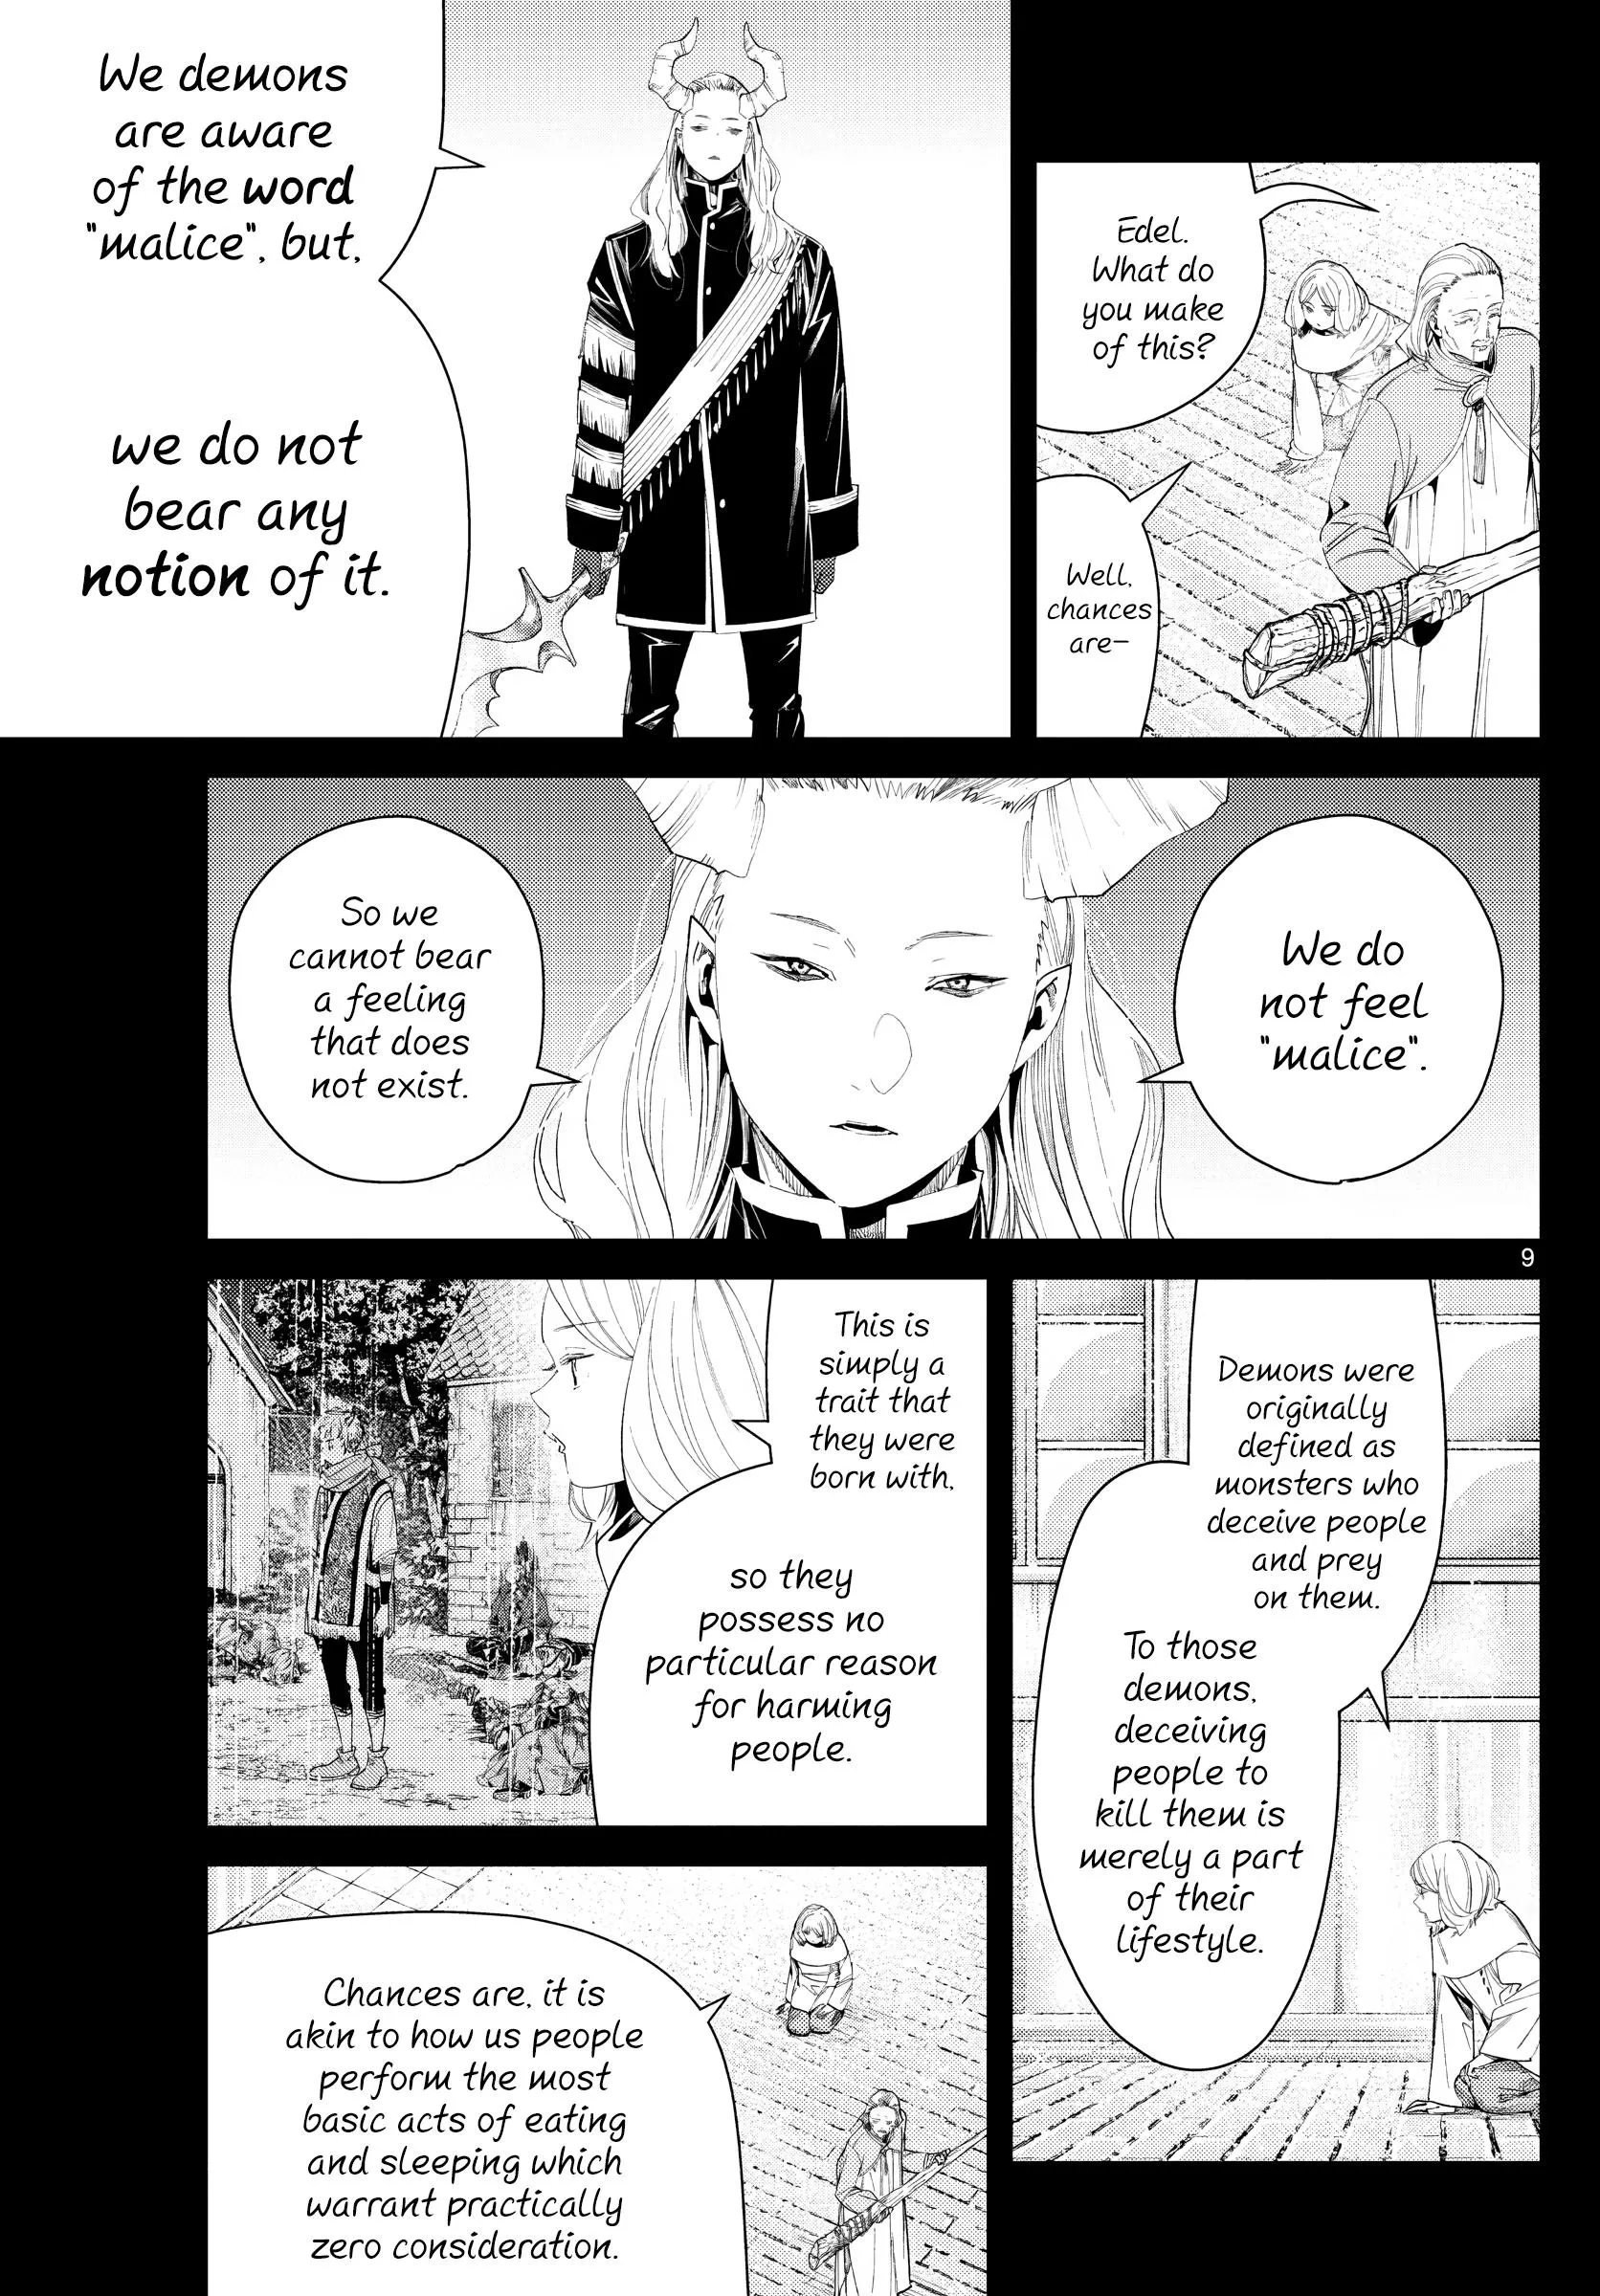 Edel.
What do
you make
of this?
Well,
chances
are—
We demons
are aware
of the word
"malice", but,
we do not
bear any
notion of it.
We do
not feel
"malice".
So we
cannot bear
a feeling
that does
not exist.
9
Demons were
originally
defined as
monsters who
deceive people
and prey
on them.
To those
demons,
deceiving
people to
kill them is
merely a part
of their
lifestyle.
This is
simply a
trait that
they were
born with,
so they
possess no
particular reason
for harming
people.
Chances are, it is
akin to how us people
perform the most
basic acts of eating
and sleeping which
warrant practically
zero consideration.